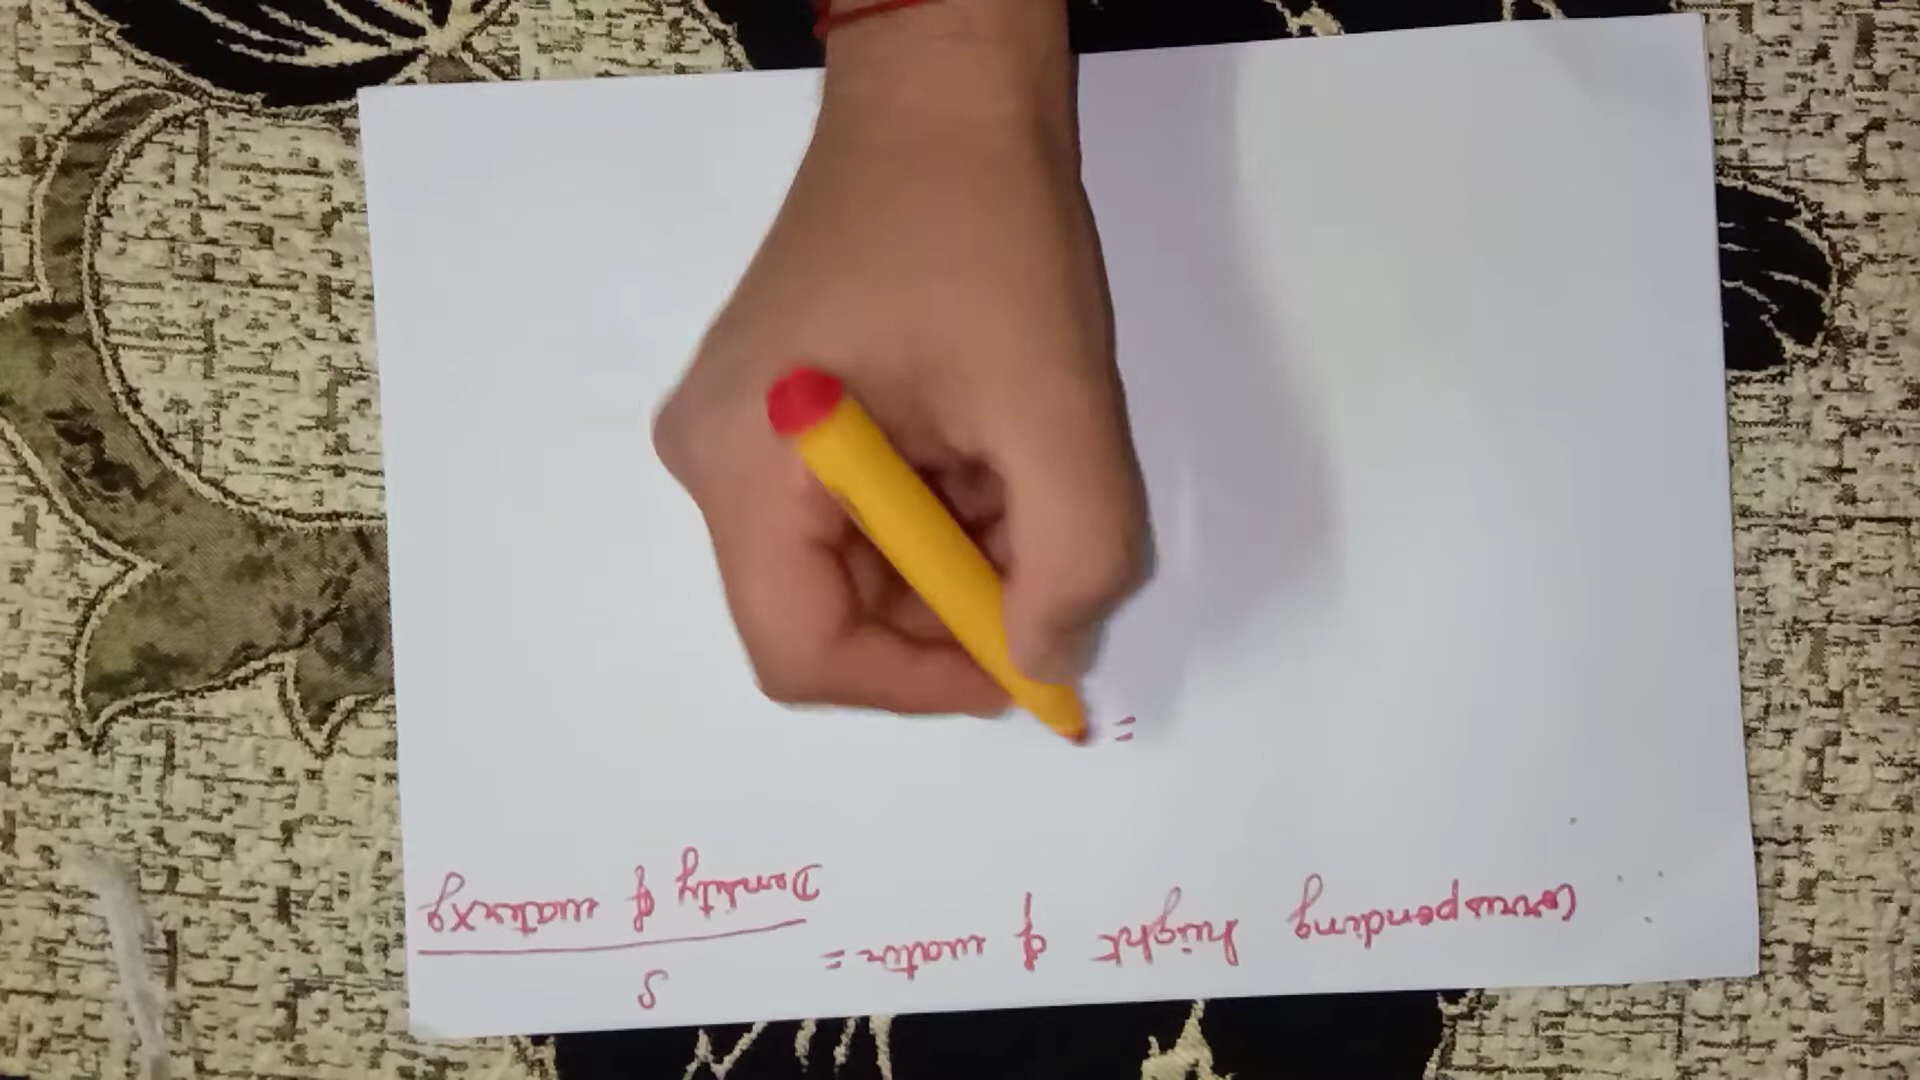 ∴ Corresponding height of water =
Density of water×g
=